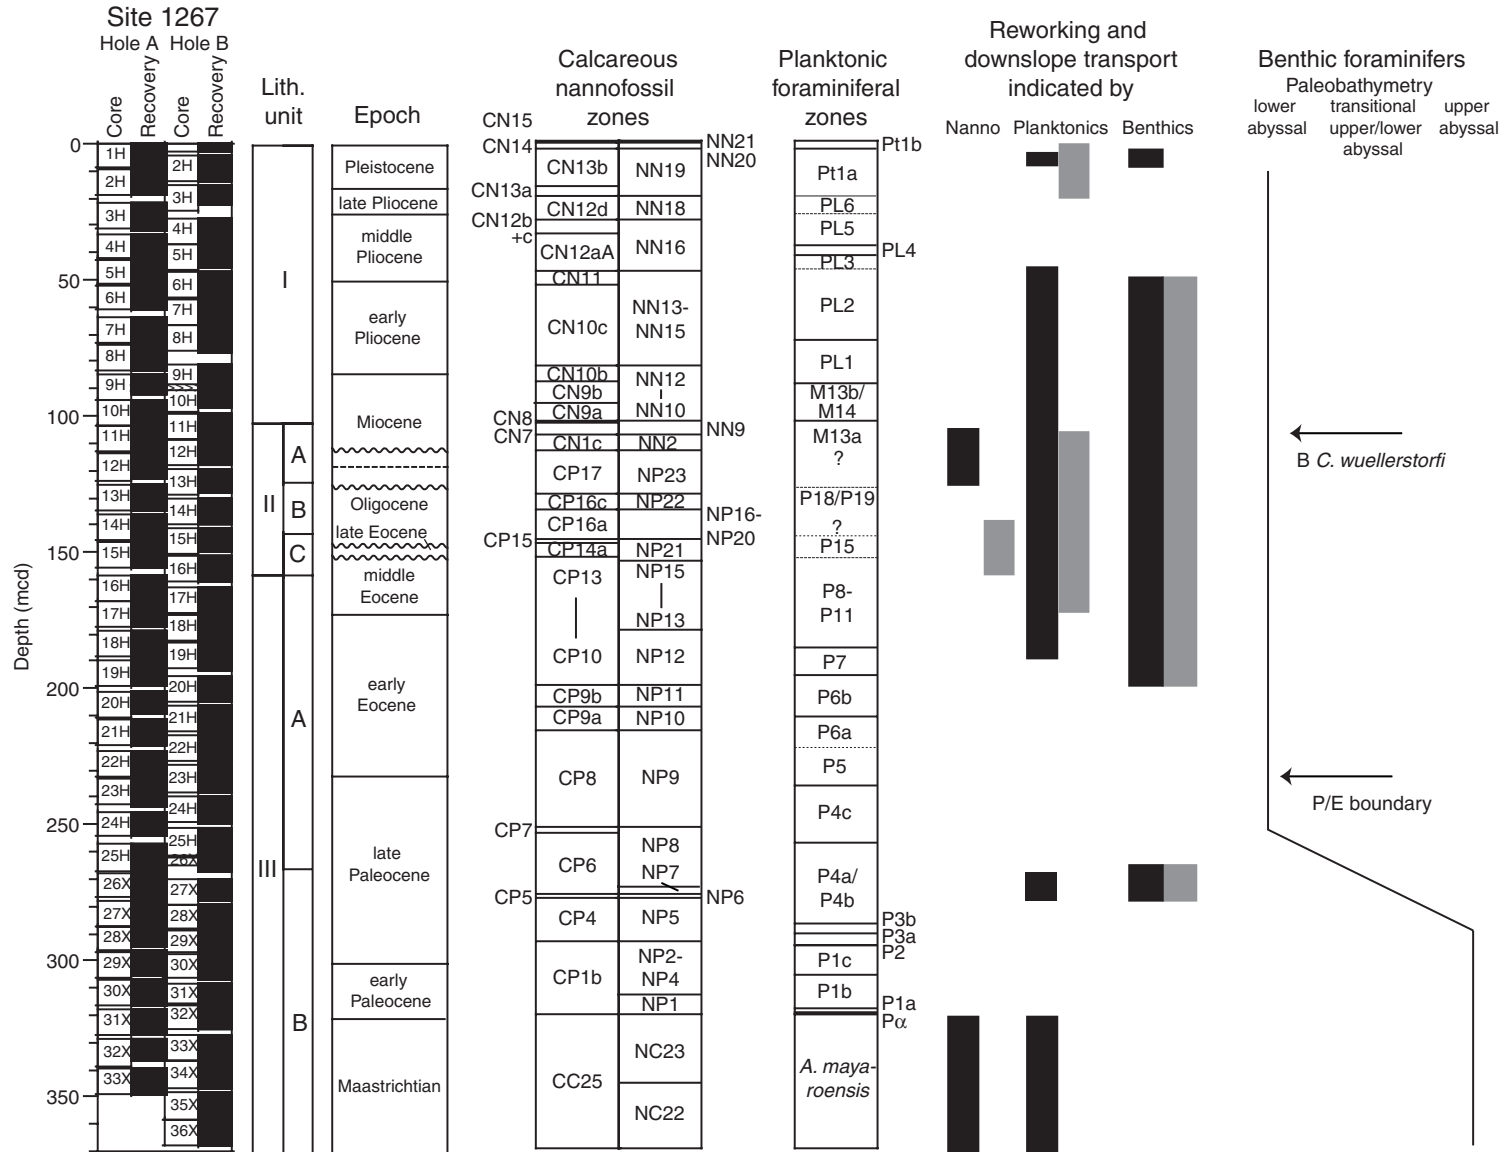 Site 1267
Hole A Hole B
Core
Recovery
Core
Recovery
Lith.
unit
Epoch
Calcareous
nannofossil
zones
Planktonic
foraminiferal
zones
Reworking and
downslope transport
indicated by
Nanno Planktonics Benthics
Benthic foraminifers
Paleobathymetry
lower
abyssal
transitional
upper/lower
abyssal
upper
abyssal
Depth (mcd)
0
50
100
150
200
250
300
350
1H
2H
3H
4H
5H
6H
7H
8H
9H
10H
11H
12H
13H
14H
15H
16H
17H
18H
19H
20H
21H
22H
23H
24H
25H
26X
27X
28X
29X
30X
31X
32X
33X
2H
3H
4H
5H
6H
7H
8H
9H
10H
11H
12H
13H
14H
15H
16H
17H
18H
19H
20H
21H
22H
23H
24H
25H
26X
27X
28X
29X
30X
31X
32X
33X
34X
35X
36X
I
II
III
A
B
C
A
B
Pleistocene
late Pliocene
middle
Pliocene
early
Pliocene
Miocene
Oligocene
late Eocene
middle
Eocene
early
Eocene
late
Paleocene
early
Paleocene
Maastrichtian
CN15
CN14
CN13b
CN13a
CN12d
CN12b
+c
CN12aA
CN11
CN10c
CN10b
CN9b
CN9a
CN8
CN7
CN1c
CP17
CP16c
CP16a
CP15
CP14a
CP13
CP10
CP9b
CP9a
CP8
CP7
CP6
CP5
CP4
CP1b
CC25
NN21
NN20
NN19
NN18
NN16
NN13-
NN15
NN12
NN10
NN9
NN2
NP23
NP22
NP16-
NP20
NP21
NP15
NP13
NP12
NP11
NP10
NP9
NP8
NP7
NP6
NP5
NP2-
NP4
NP1
NC23
NC22
Pt1b
Pt1a
PL6
PL5
PL4
PL3
PL2
PL1
M13b/
M14
M13a
?
P18/P19
?
P15
P8-
P11
P7
P6b
P6a
P5
P4c
P4a/
P4b
P3b
P3a
P2
P1c
P1b
P1a
Pα
A. maya-
roensis
B C. wuellerstorfi
P/E boundary